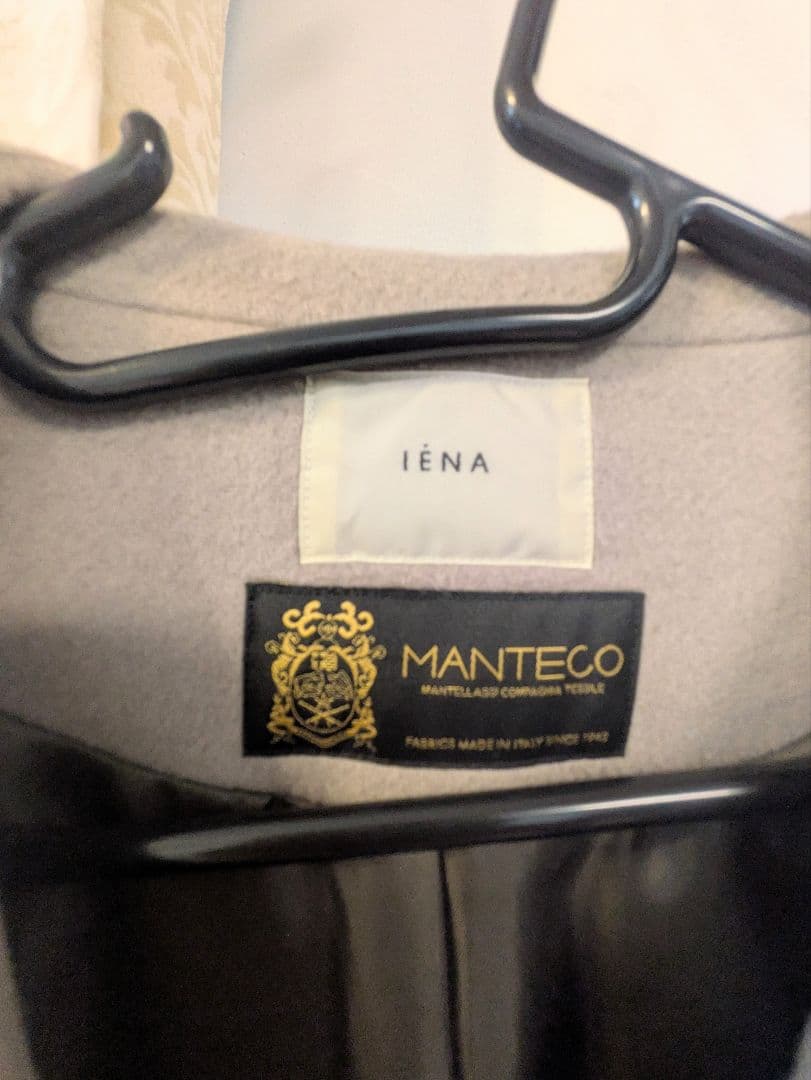 IÉNA
MANTECO
MANTELLASSI COMPAGNIA TESSILE
FABRICS MADE IN ITALY SINCE 1943